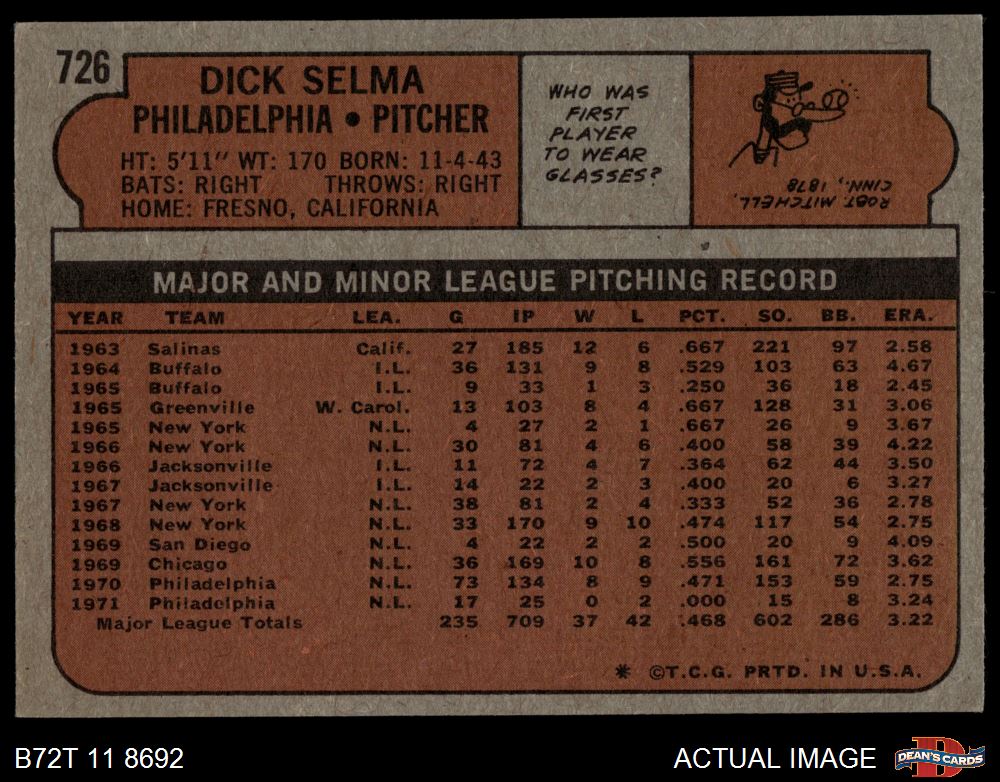 726
DICK SELMA
PHILADELPHIA • PITCHER
HT: 5'11" WT: 170 BORN: 11-4-43
BATS: RIGHT THROWS: RIGHT
HOME: FRESNO, CALIFORNIA
WHO WAS
FIRST
PLAYER
TO WEAR
GLASSES?
ROBT. MITCHELL,
CINN., 1878
MAJOR AND MINOR LEAGUE PITCHING RECORD
YEAR TEAM LEA. G IP W L PCT. SO. BB. ERA.
1963 Salinas Calif. 27 185 12 6 .667 221 97 2.58
1964 Buffalo I.L. 36 131 9 8 .529 103 63 4.67
1965 Buffalo I.L. 9 33 1 3 .250 36 18 2.45
1965 Greenville W. Carol. 13 103 8 4 .667 128 31 3.06
1965 New York N.L. 4 27 2 1 .667 26 9 3.67
1966 New York N.L. 30 81 4 6 .400 58 39 4.22
1966 Jacksonville I.L. 11 72 4 7 .364 62 44 3.50
1967 Jacksonville I.L. 14 22 2 3 .400 20 6 3.27
1967 New York N.L. 38 81 2 4 .333 52 36 2.78
1968 New York N.L. 33 170 9 10 .474 117 54 2.75
1969 San Diego N.L. 4 22 2 2 .500 20 9 4.09
1969 Chicago N.L. 36 169 10 8 .556 161 72 3.62
1970 Philadelphia N.L. 73 134 8 9 .471 153 59 2.75
1971 Philadelphia N.L. 17 25 0 2 .000 15 8 3.24
Major League Totals 235 709 37 42 .468 602 286 3.22
* ©T.C.G. PRTD. IN U.S.A.
B72T 11 8692
ACTUAL IMAGE
D
DEAN'S CARDS